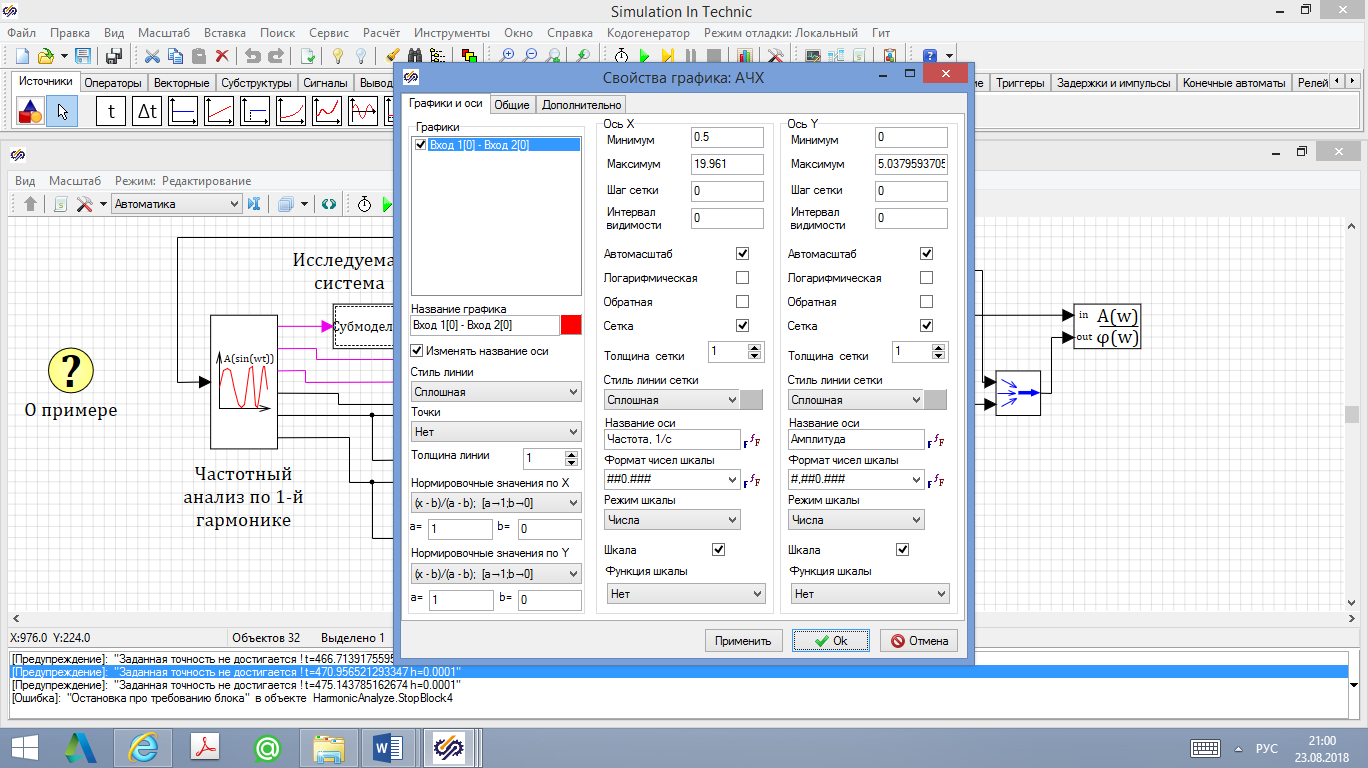 Simulation In Technic
Файл Правка Вид Масштаб Вставка Поиск Сервис Расчёт Инструменты Окно Справка Кодогенератор Режим отладки: Локальный Гит
Источники Операторы Векторные Субструктуры Сигналы Триггеры Задержки и импульсы Конечные автоматы
t Δt
Вид Масштаб Режим: Редактирование
Автоматика
Исследуема
система
Субмодел
A(sin(wt))
?
О примере
Частотный
анализ по 1-й
гармонике
in A(w)
out φ(w)
Свойства графика: АЧХ
Графики и оси Общие Дополнительно
Графики
Вход 1[0] - Вход 2[0]
Название графика
Вход 1[0] - Вход 2[0]
Изменять название оси
Стиль линии
Сплошная
Точки
Нет
Толщина линии 1
Нормировочные значения по X
(x - b)/(a - b); [a→1;b→0]
a= 1 b= 0
Нормировочные значения по Y
(x - b)/(a - b); [a→1;b→0]
a= 1 b= 0
Ось X
Минимум 0.5
Максимум 19.961
Шаг сетки 0
Интервал
видимости 0
Автомасштаб
Логарифмическая
Обратная
Сетка
Толщина сетки 1
Стиль линии сетки
Сплошная
Название оси
Частота, 1/с
Формат чисел шкалы
##0.###
Режим шкалы
Числа
Шкала
Функция шкалы
Нет
Ось Y
Минимум 0
Максимум 5.0379593705
Шаг сетки 0
Интервал
видимости 0
Автомасштаб
Логарифмическая
Обратная
Сетка
Толщина сетки 1
Стиль линии сетки
Сплошная
Название оси
Амплитуда
Формат чисел шкалы
#,##0.###
Режим шкалы
Числа
Шкала
Функция шкалы
Нет
Применить Ok Отмена
X:976.0 Y:224.0 Объектов 32 Выделено 1
[Предупреждение]: "Заданная точность не достигается ! t=466.7139175595
[Предупреждение]: "Заданная точность не достигается ! t=470.956521293347 h=0.0001"
[Предупреждение]: "Заданная точность не достигается ! t=475.143785162674 h=0.0001"
[Ошибка]: "Остановка про требованию блока" в объекте HarmonicAnalyze.StopBlock4
РУС
21:00
23.08.2018